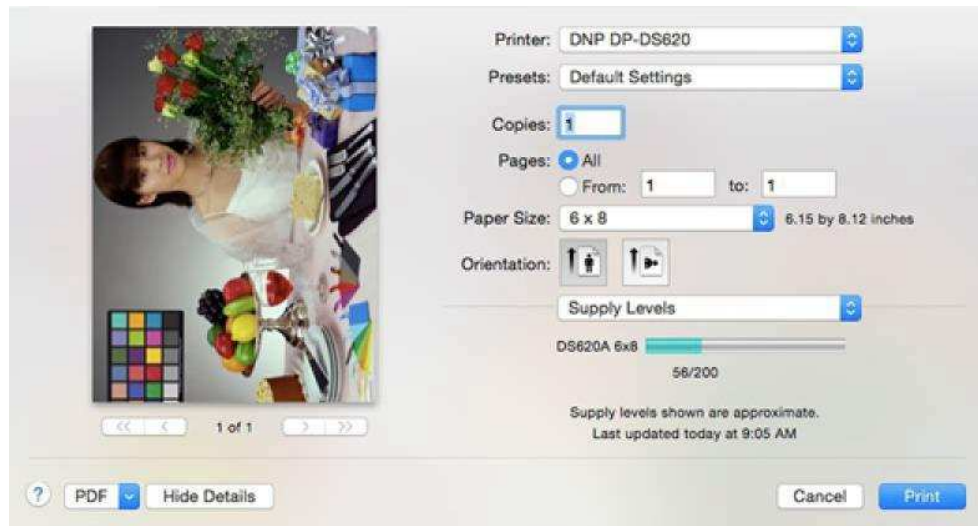 Printer: DNP DP-DS620
Presets: Default Settings
Copies: 1
Pages: All
From: 1 to: 1
Paper Size: 6 x 8 6.15 by 8.12 inches
Orientation:
Supply Levels
DS620A 6x8
56/200
Supply levels shown are approximate.
Last updated today at 9:05 AM
<< < 1 of 1 > >>
? PDF Hide Details Cancel Print